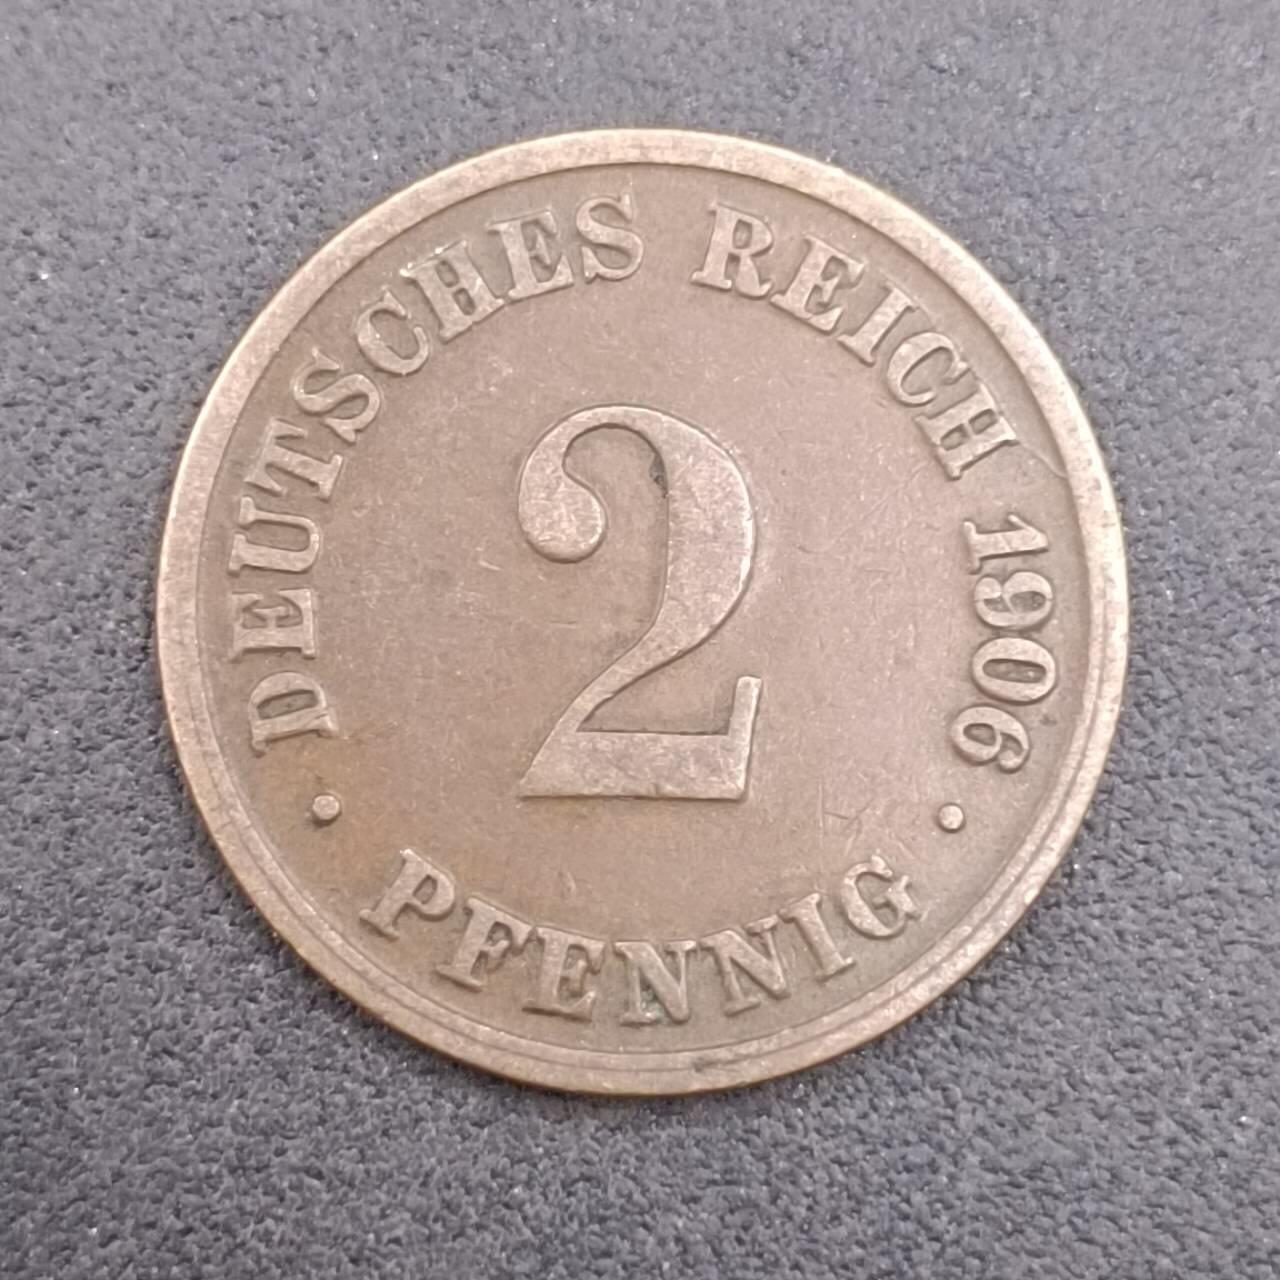 DEUTSCHES REICH 1906
2
· PFENNIG ·